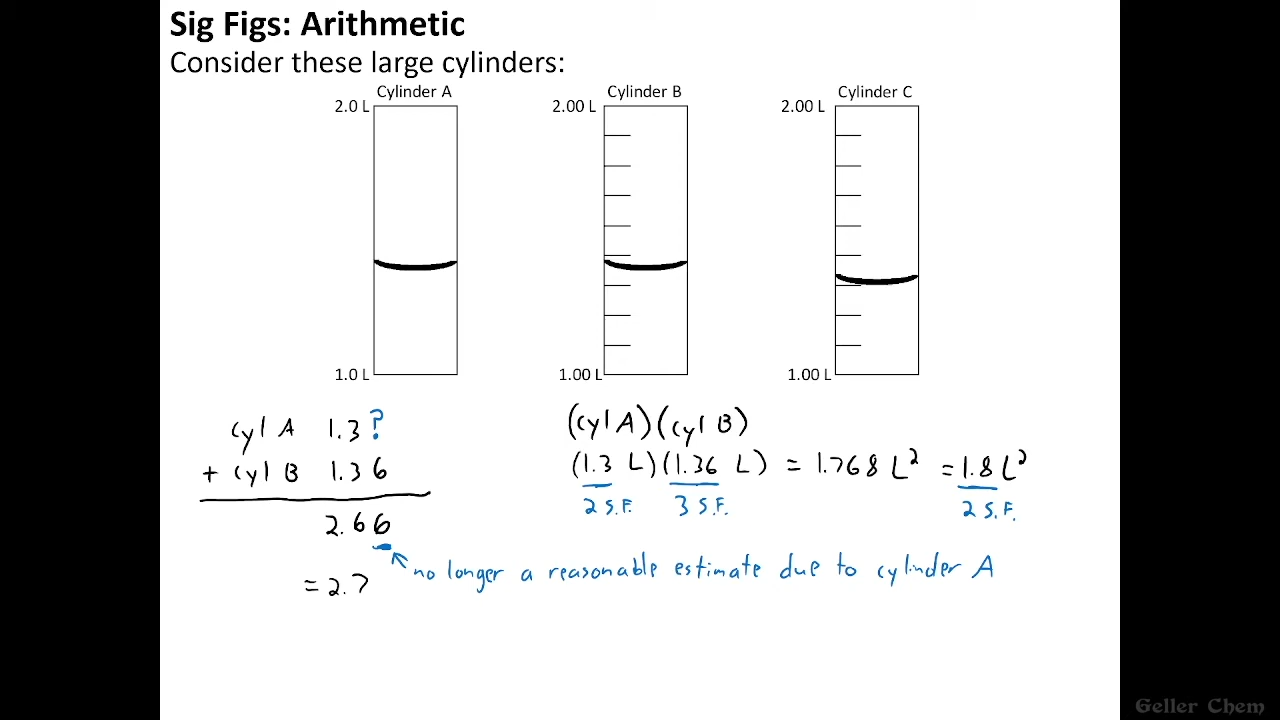 Sig Figs: Arithmetic
Consider these large cylinders:
Cylinder A
Cylinder B
Cylinder C
2.0 L
2.00 L
2.00 L
1.0 L
1.00 L
1.00 L
cyl A 1.3?
+ cyl B 1.36
2.66
= 2.7
no longer a reasonable estimate due to cylinder A
(cyl A)(cyl B)
(1.3 L)(1.36 L) = 1.768 L² = 1.8 L²
2 S.F. 3 S.F. 2 S.F.
Geller Chem